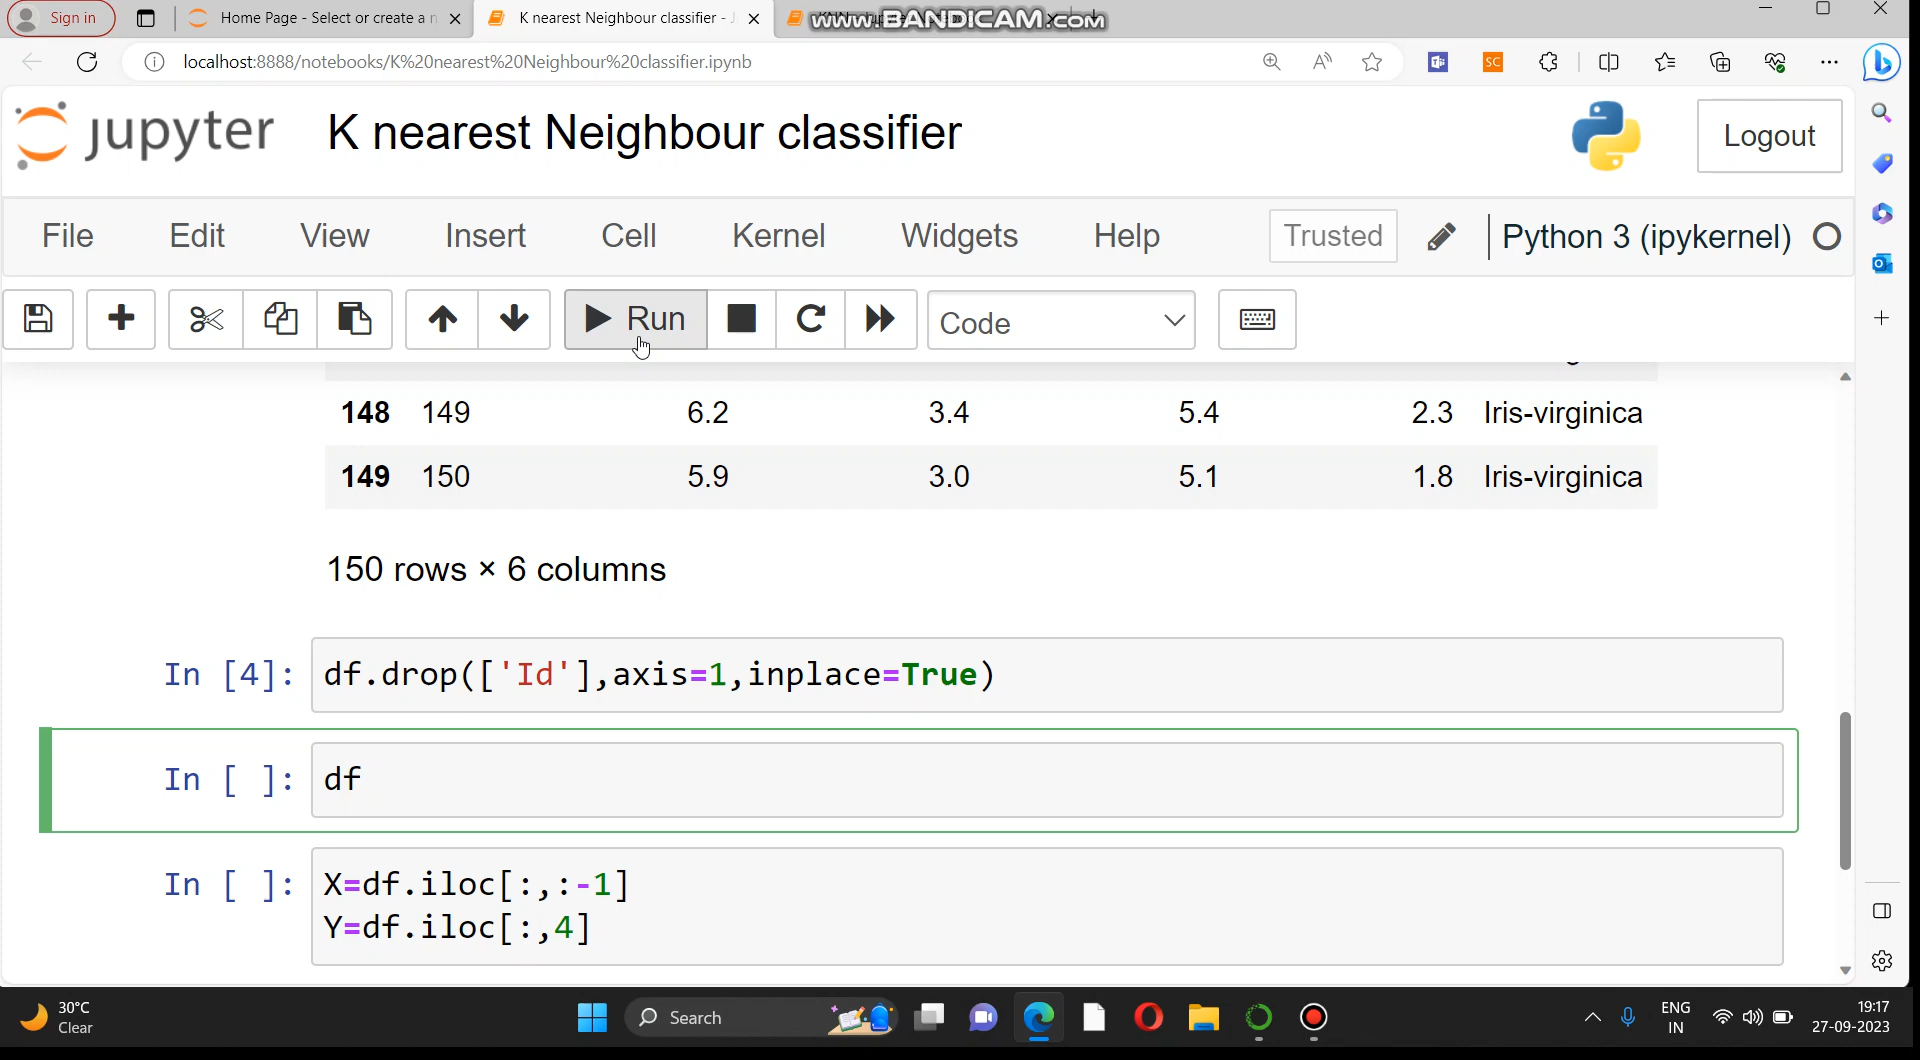 Sign in
Home Page - Select or create a n
K nearest Neighbour classifier - J
www.BANDICAM.com
localhost:8888/notebooks/K%20nearest%20Neighbour%20classifier.ipynb
SC
jupyter
K nearest Neighbour classifier
Logout
File Edit View Insert Cell Kernel Widgets Help
Trusted
Python 3 (ipykernel)
Run
Code
148 149 6.2 3.4 5.4 2.3 Iris-virginica
149 150 5.9 3.0 5.1 1.8 Iris-virginica
150 rows × 6 columns
In [4]: df.drop(['Id'],axis=1,inplace=True)
In [ ]: df
In [ ]: X=df.iloc[:,:-1]
Y=df.iloc[:,4]
30°C
Clear
Search
ENG
IN
19:17
27-09-2023